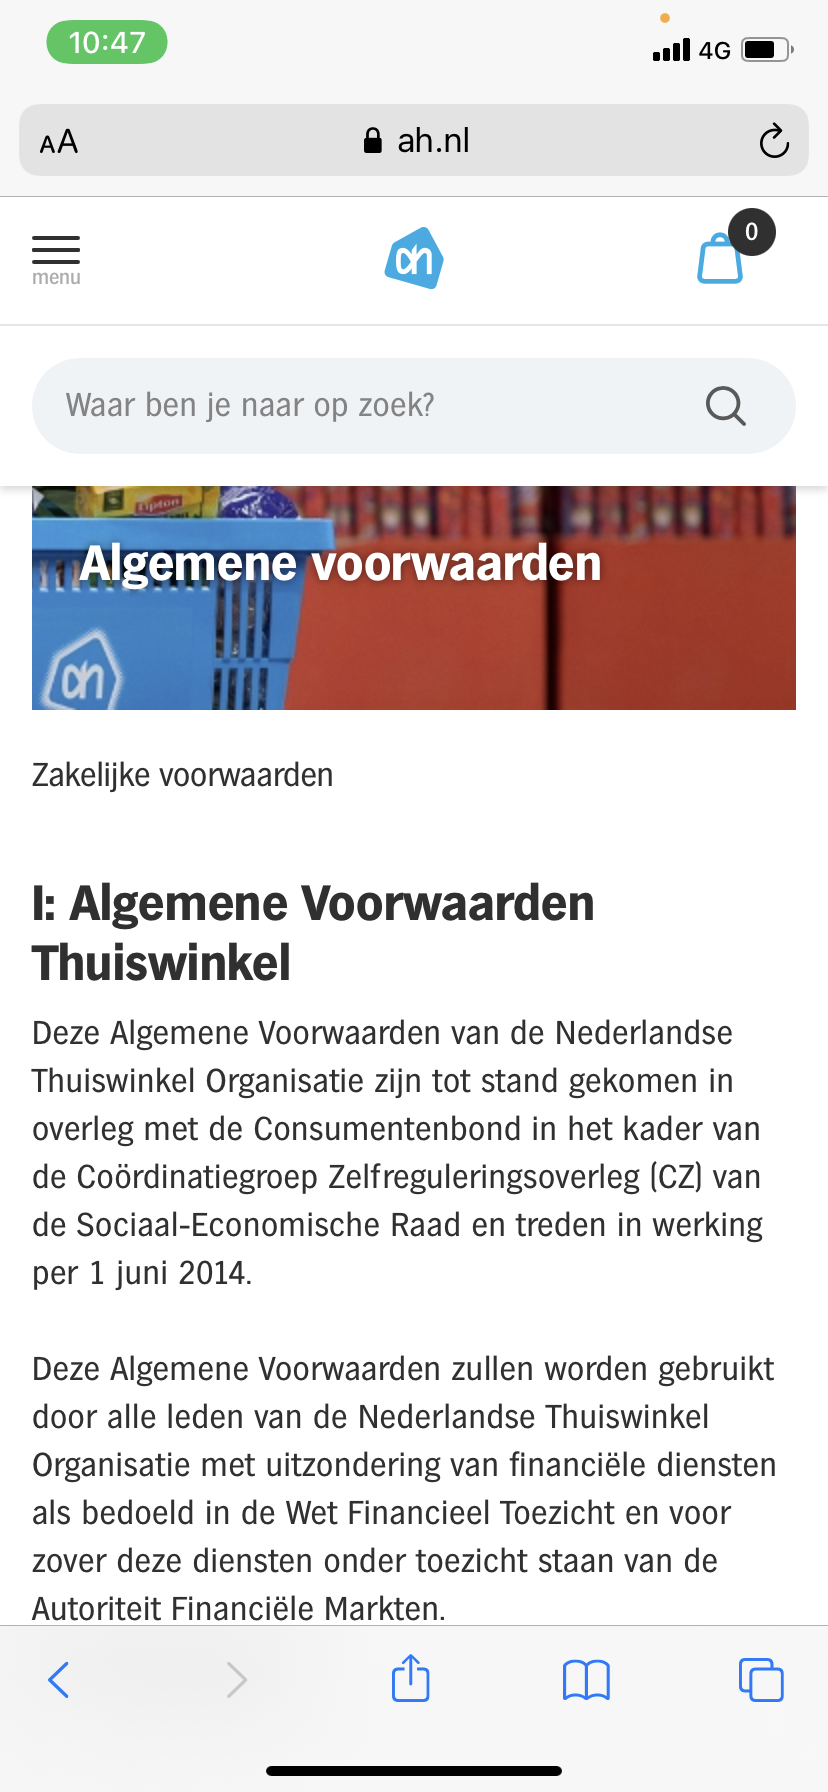 10:47
4G
AA
ah.nl
0
menu
ah
Waar ben je naar op zoek?
Lipton
Algemene voorwaarden
ah
Zakelijke voorwaarden
I: Algemene Voorwaarden
Thuiswinkel
Deze Algemene Voorwaarden van de Nederlandse
Thuiswinkel Organisatie zijn tot stand gekomen in
overleg met de Consumentenbond in het kader van
de Coördinatiegroep Zelfreguleringsoverleg (CZ) van
de Sociaal-Economische Raad en treden in werking
per 1 juni 2014.
Deze Algemene Voorwaarden zullen worden gebruikt
door alle leden van de Nederlandse Thuiswinkel
Organisatie met uitzondering van financiële diensten
als bedoeld in de Wet Financieel Toezicht en voor
zover deze diensten onder toezicht staan van de
Autoriteit Financiële Markten.